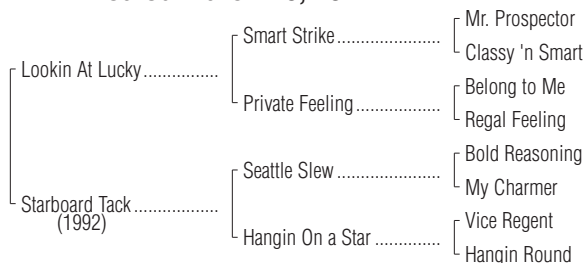 Mr. Prospector
Smart Strike
Classy 'n Smart
Lookin At Lucky
Belong to Me
Private Feeling
Regal Feeling
Bold Reasoning
Seattle Slew
My Charmer
Starboard Tack
(1992)
Vice Regent
Hangin On a Star
Hangin Round